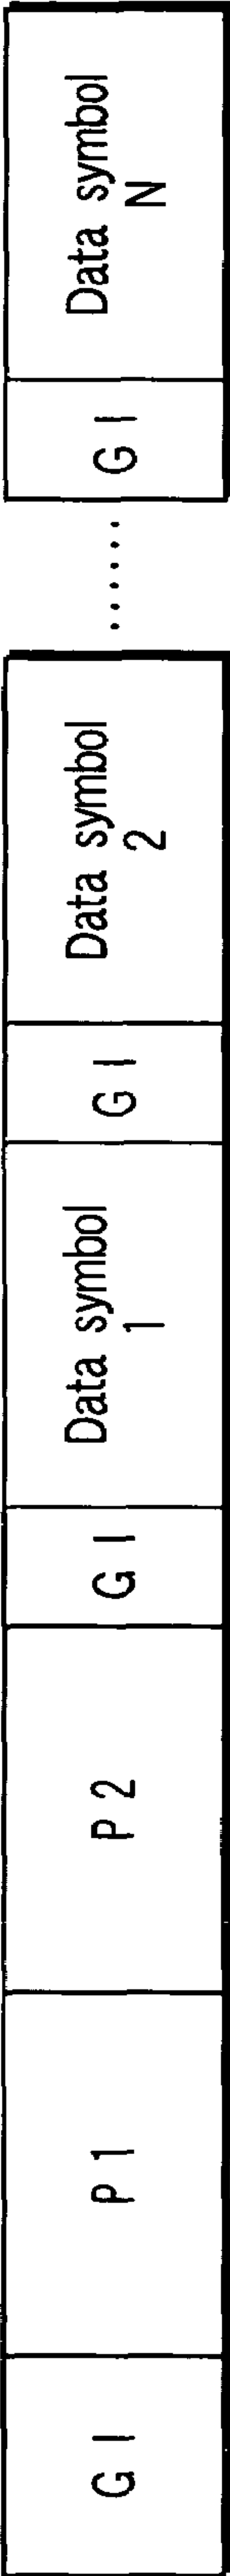 G I
P 1
P 2
G I
Data symbol
1
G I
Data symbol
2
......
G I
Data symbol
N